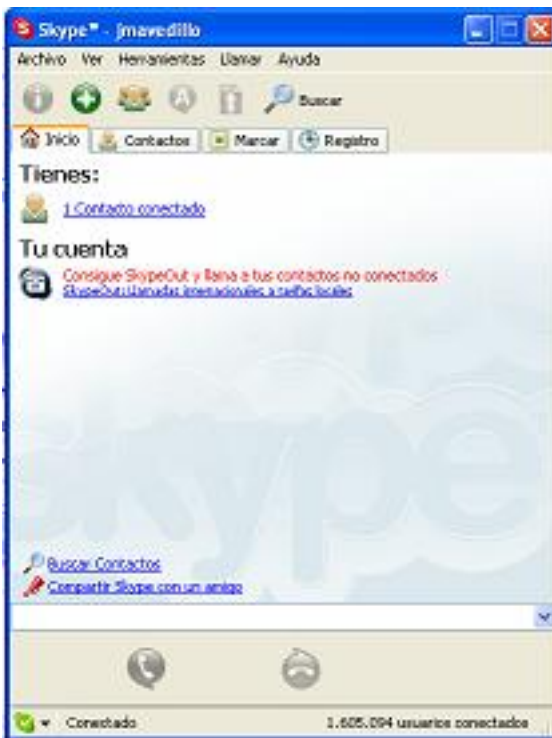 Skype™ - jmavedillo
Archivo Ver Herramientas Llamar Ayuda
Buscar
Inicio Contactos Marcar Registro
Tienes:
1 Contacto conectado
Tu cuenta
Consigue SkypeOut y llama a tus contactos no conectados
SkypeOut: Llamadas internacionales a tarifas locales
skype
Buscar Contactos
Compartir Skype con un amigo
Conectado 1.605.094 usuarios conectados